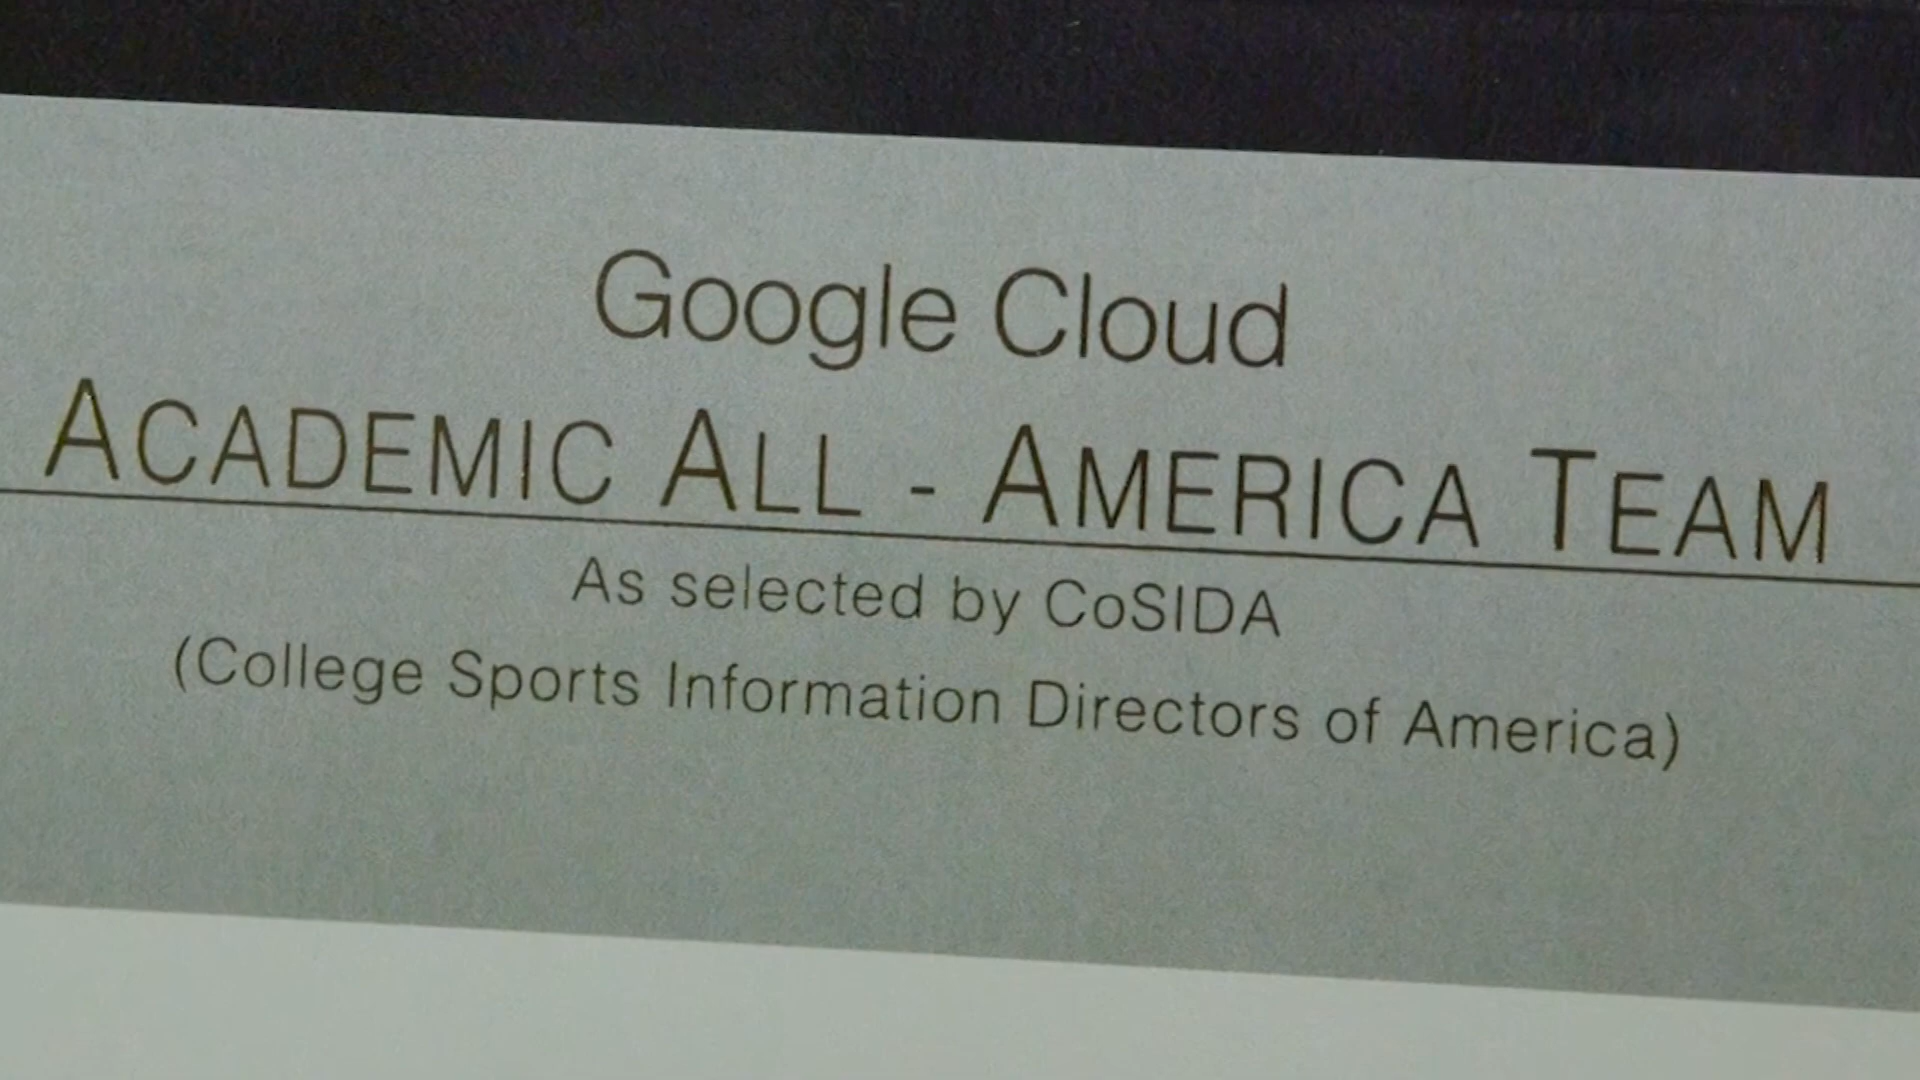 Google Cloud
ACADEMIC ALL - AMERICA TEAM
As selected by CoSIDA
(College Sports Information Directors of America)